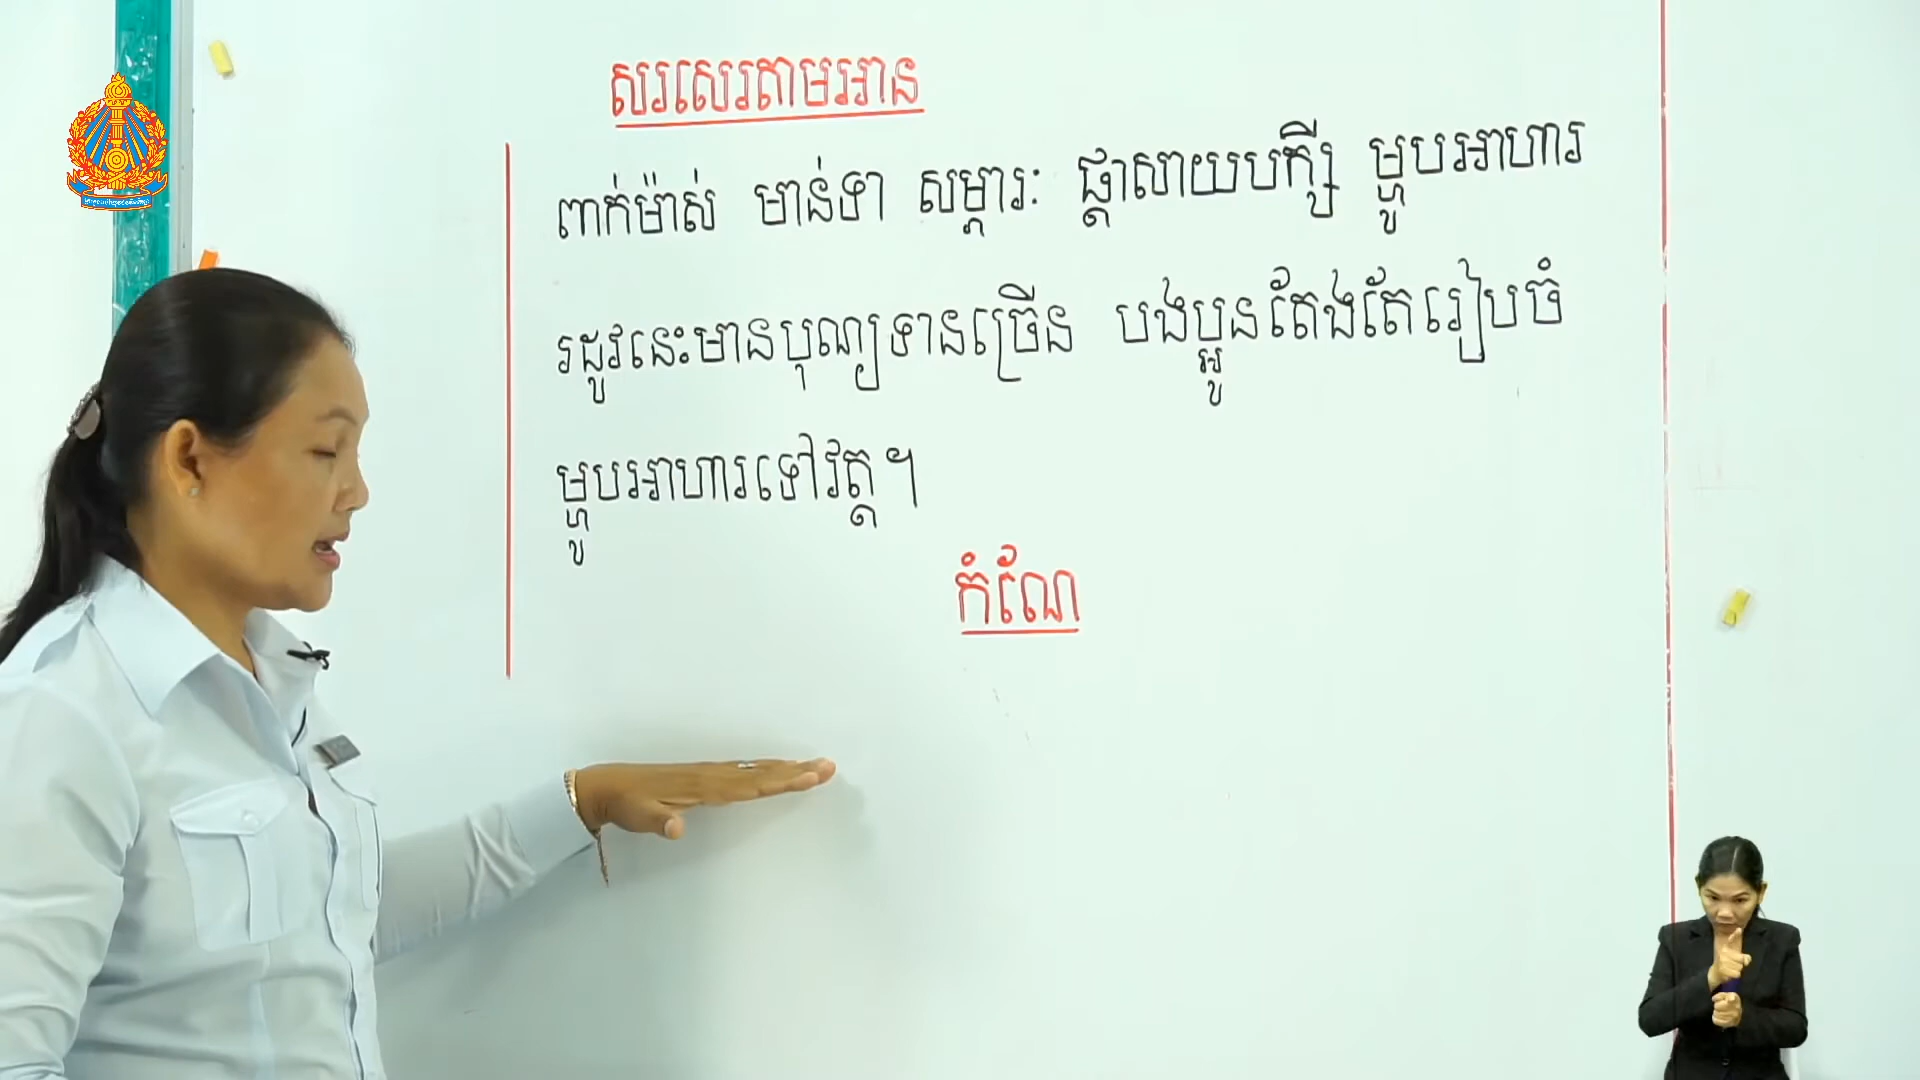 សរសេរតាមអាន
ពាក់ម៉ាស់ មាន់ទា សម្ភារៈ ផ្ដាសាយបក្សី ម្ហូបអាហារ
រដូវនេះមានបុណ្យទានច្រើន បងប្អូនតែងតែរៀបចំ
ម្ហូបអាហារទៅវត្ត។
កំណែ